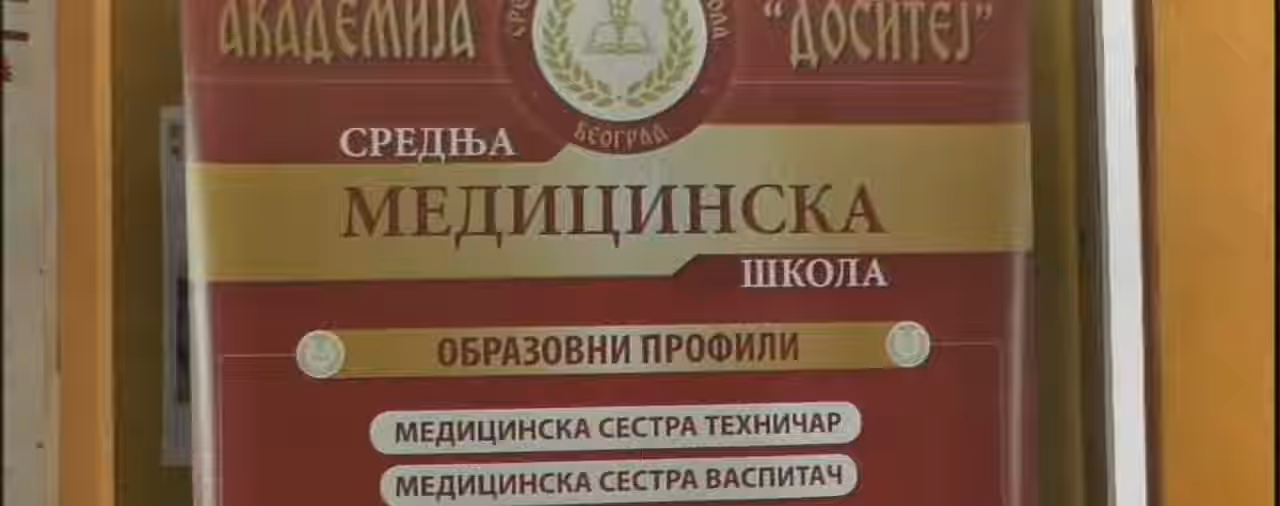 АКАДЕМИЈА
"ДОСИТЕЈ"
БЕОГРАД
СРЕДЊА
МЕДИЦИНСКА
ШКОЛА
ОБРАЗОВНИ ПРОФИЛИ
МЕДИЦИНСКА СЕСТРА ТЕХНИЧАР
МЕДИЦИНСКА СЕСТРА ВАСПИТАЧ